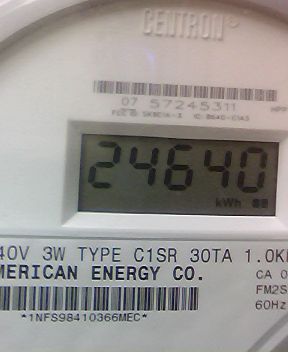 CENTRON®
07 57245311
24640
kWh
40V 3W TYPE C1SR 30TA 1.0K
MERICAN ENERGY CO.
CA 0
FM2S
60Hz
*1NFS98410366MEC*